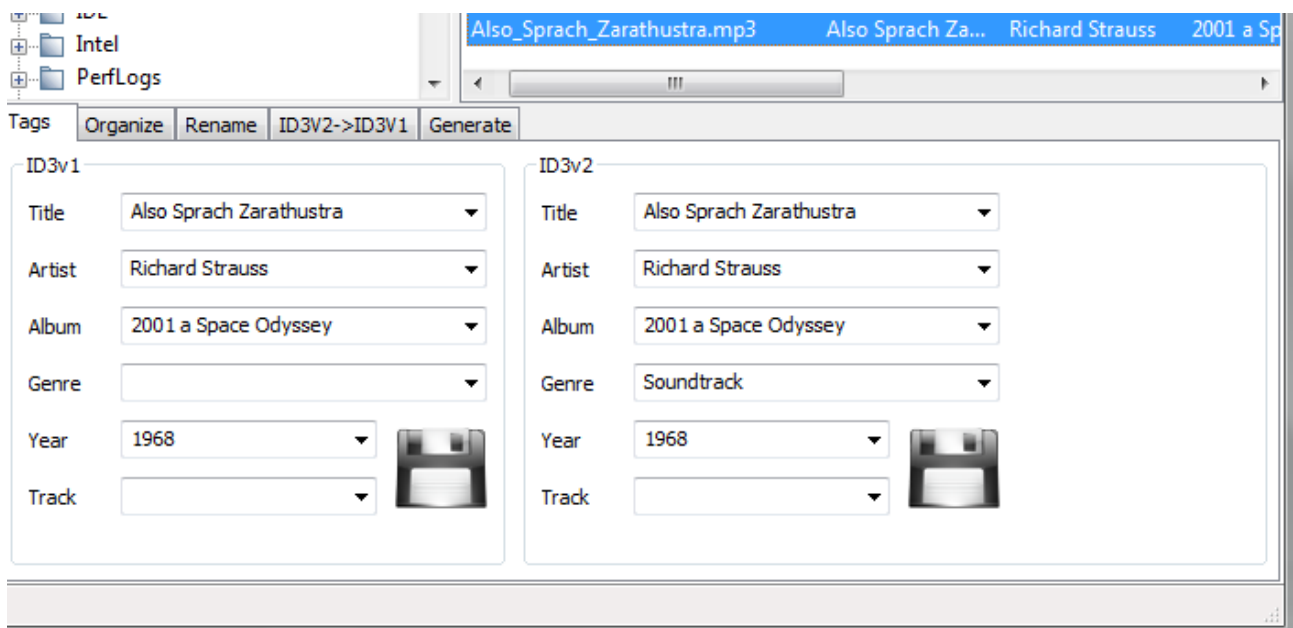 IDE
Also_Sprach_Zarathustra.mp3 Also Sprach Za... Richard Strauss 2001 a Sp
Intel
PerfLogs
Tags Organize Rename ID3V2->ID3V1 Generate
ID3v1
Title Also Sprach Zarathustra
Artist Richard Strauss
Album 2001 a Space Odyssey
Genre
Year 1968
Track
ID3v2
Title Also Sprach Zarathustra
Artist Richard Strauss
Album 2001 a Space Odyssey
Genre Soundtrack
Year 1968
Track